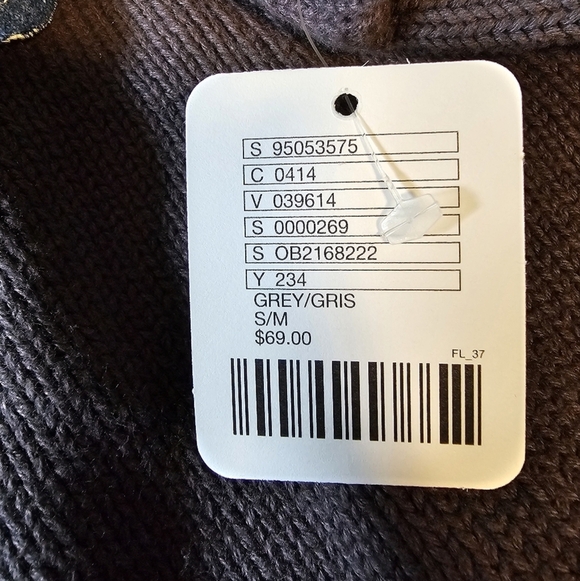 S 95053575
C 0414
V 039614
S 0000269
S OB2168222
Y 234
GREY/GRIS
S/M
$69.00
FL_37